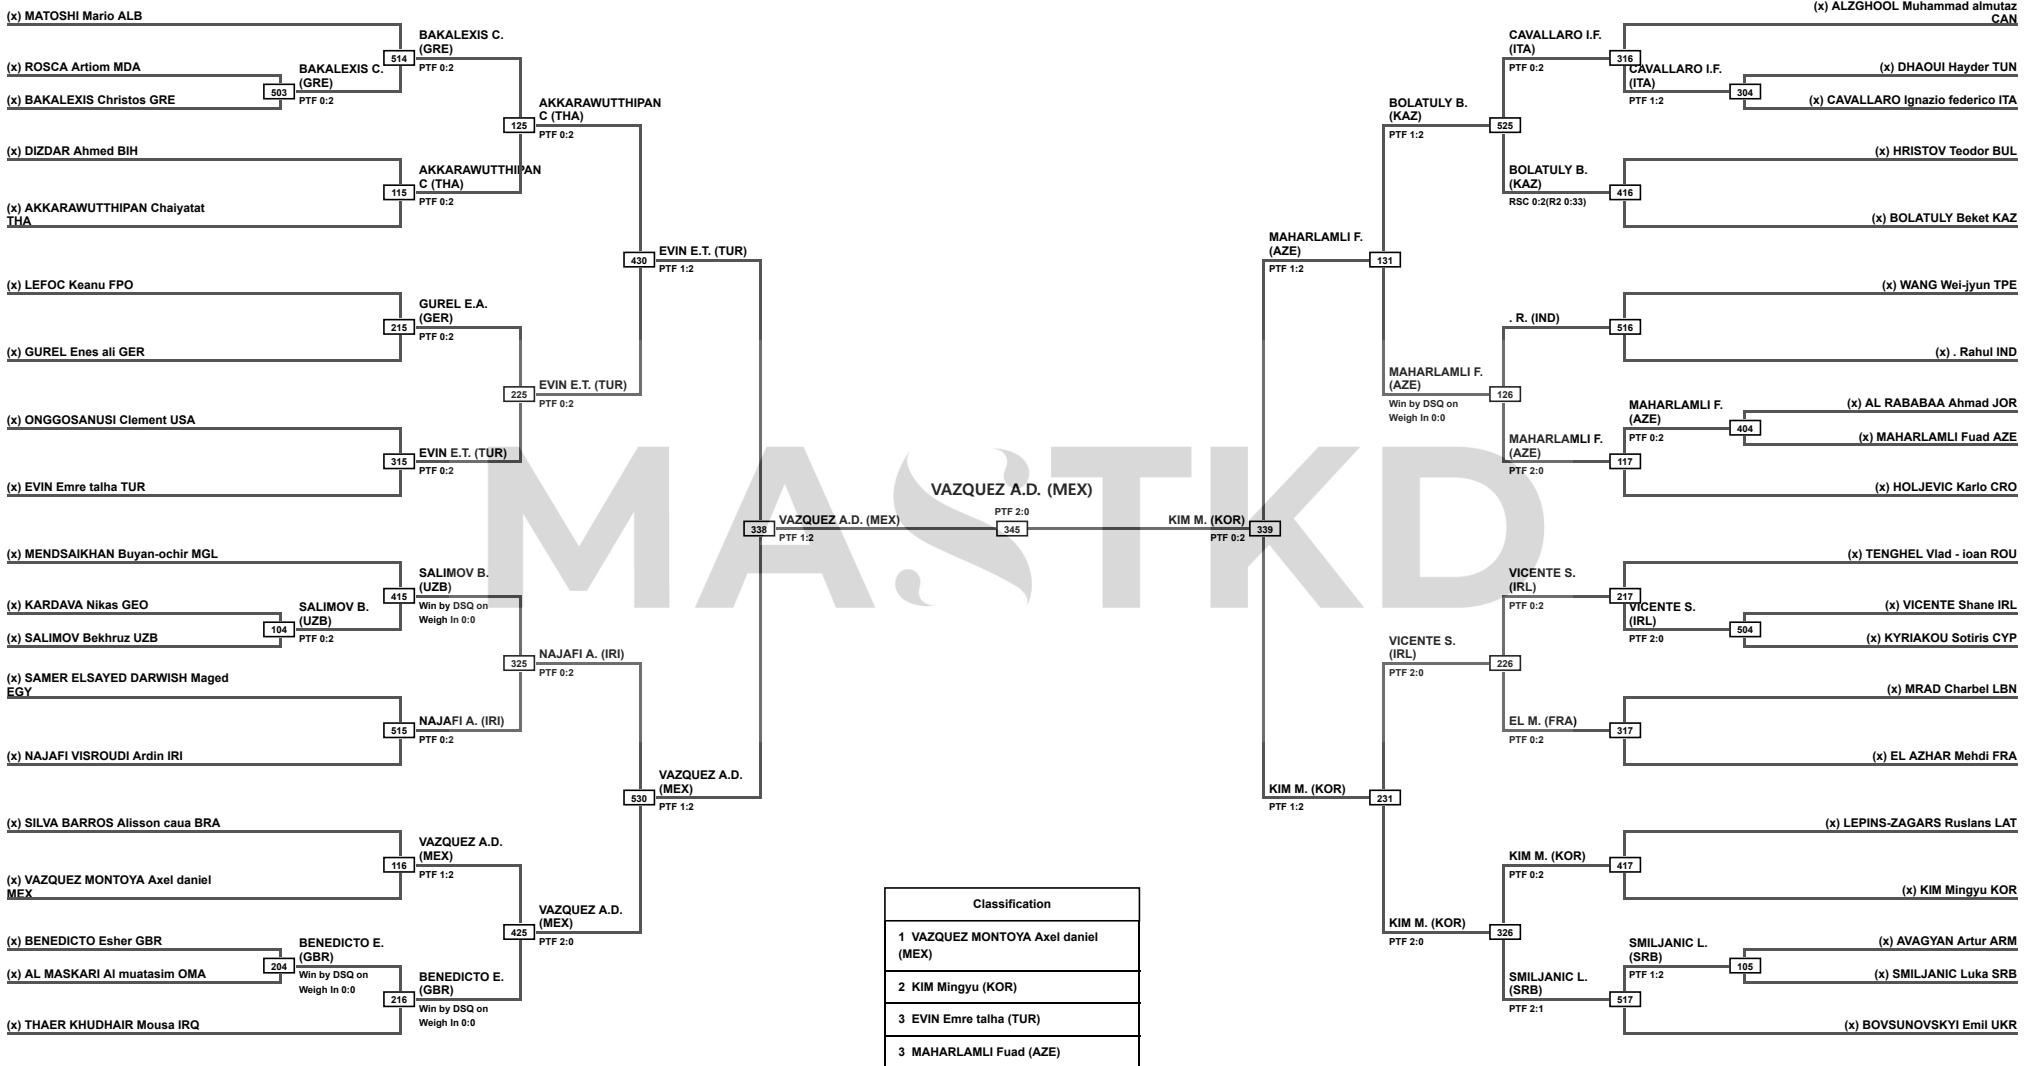 (x) MATOSHI Mario ALB
(x) ROSCA Artiom MDA
(x) BAKALEXIS Christos GRE
503
BAKALEXIS C.
(GRE)
PTF 0:2
514
BAKALEXIS C.
(GRE)
PTF 0:2
(x) DIZDAR Ahmed BIH
(x) AKKARAWUTTHIPAN Chaiyatat
THA
115
AKKARAWUTTHIPAN
C (THA)
PTF 0:2
125
AKKARAWUTTHIPAN
C (THA)
PTF 0:2
(x) LEFOC Keanu FPO
(x) GUREL Enes ali GER
215
GUREL E.A.
(GER)
PTF 0:2
(x) ONGGOSANUSI Clement USA
(x) EVIN Emre talha TUR
315
EVIN E.T. (TUR)
PTF 0:2
225
EVIN E.T. (TUR)
PTF 0:2
430
EVIN E.T. (TUR)
PTF 1:2
(x) MENDSAIKHAN Buyan-ochir MGL
(x) KARDAVA Nikas GEO
(x) SALIMOV Bekhruz UZB
104
SALIMOV B.
(UZB)
PTF 0:2
415
SALIMOV B.
(UZB)
Win by DSQ on
Weigh In 0:0
(x) SAMER ELSAYED DARWISH Maged
EGY
(x) NAJAFI VISROUDI Ardin IRI
515
NAJAFI A. (IRI)
PTF 0:2
325
NAJAFI A. (IRI)
PTF 0:2
(x) SILVA BARROS Alisson caua BRA
(x) VAZQUEZ MONTOYA Axel daniel
MEX
116
VAZQUEZ A.D.
(MEX)
PTF 1:2
(x) BENEDICTO Esher GBR
(x) AL MASKARI Al muatasim OMA
204
BENEDICTO E.
(GBR)
Win by DSQ on
Weigh In 0:0
(x) THAER KHUDHAIR Mousa IRQ
216
BENEDICTO E.
(GBR)
Win by DSQ on
Weigh In 0:0
425
VAZQUEZ A.D.
(MEX)
PTF 2:0
530
VAZQUEZ A.D.
(MEX)
PTF 1:2
338
VAZQUEZ A.D. (MEX)
PTF 1:2
MASTKD
VAZQUEZ A.D. (MEX)
PTF 2:0
345
KIM M. (KOR)
PTF 0:2
339
MAHARLAMLI F.
(AZE)
PTF 1:2
131
BOLATULY B.
(KAZ)
PTF 1:2
525
CAVALLARO I.F.
(ITA)
PTF 0:2
316
(x) ALZGHOOL Muhammad almutaz
CAN
CAVALLARO I.F.
(ITA)
PTF 1:2
304
(x) DHAOUI Hayder TUN
(x) CAVALLARO Ignazio federico ITA
BOLATULY B.
(KAZ)
RSC 0:2(R2 0:33)
416
(x) HRISTOV Teodor BUL
(x) BOLATULY Beket KAZ
MAHARLAMLI F.
(AZE)
Win by DSQ on
Weigh In 0:0
126
. R. (IND)
516
(x) WANG Wei-jyun TPE
(x) . Rahul IND
MAHARLAMLI F.
(AZE)
PTF 2:0
117
MAHARLAMLI F.
(AZE)
PTF 0:2
404
(x) AL RABABAA Ahmad JOR
(x) MAHARLAMLI Fuad AZE
(x) HOLJEVIC Karlo CRO
KIM M. (KOR)
PTF 1:2
231
VICENTE S.
(IRL)
PTF 2:0
226
VICENTE S.
(IRL)
PTF 0:2
217
(x) TENGHEL Vlad - ioan ROU
VICENTE S.
(IRL)
PTF 2:0
504
(x) VICENTE Shane IRL
(x) KYRIAKOU Sotiris CYP
EL M. (FRA)
PTF 0:2
317
(x) MRAD Charbel LBN
(x) EL AZHAR Mehdi FRA
KIM M. (KOR)
PTF 2:0
326
KIM M. (KOR)
PTF 0:2
417
(x) LEPINS-ZAGARS Ruslans LAT
(x) KIM Mingyu KOR
SMILJANIC L.
(SRB)
PTF 2:1
517
SMILJANIC L.
(SRB)
PTF 1:2
105
(x) AVAGYAN Artur ARM
(x) SMILJANIC Luka SRB
(x) BOVSUNOVSKYI Emil UKR
Classification
1 VAZQUEZ MONTOYA Axel daniel
(MEX)
2 KIM Mingyu (KOR)
3 EVIN Emre talha (TUR)
3 MAHARLAMLI Fuad (AZE)